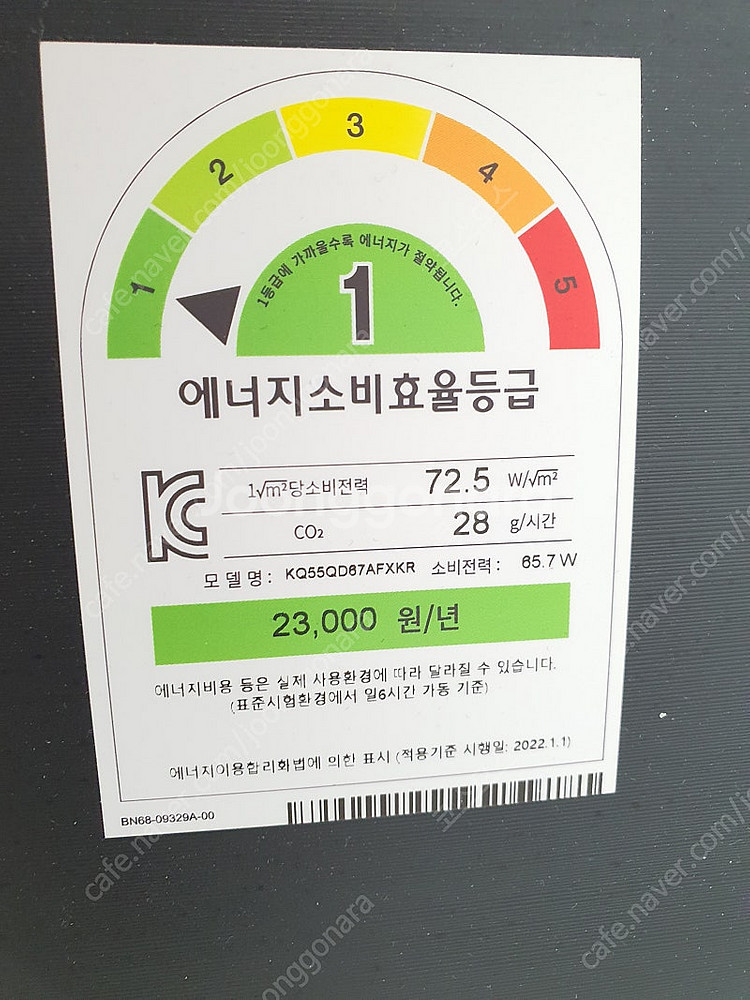 1
2
3
4
5
1등급에 가까울수록 에너지가 절약됩니다.
1
에너지소비효율등급
1√m²당소비전력 72.5 W/√m²
CO₂ 28 g/시간
모델명: KQ55QD67AFXKR 소비전력: 65.7W
23,000 원/년
에너지비용 등은 실제 사용환경에 따라 달라질 수 있습니다.
(표준시험환경에서 일6시간 가동 기준)
에너지이용합리화법에 의한 표시 (적용기준 시행일: 2022.1.1)
BN68-09329A-00
cafe.naver.com/joonggonara
joonggonara